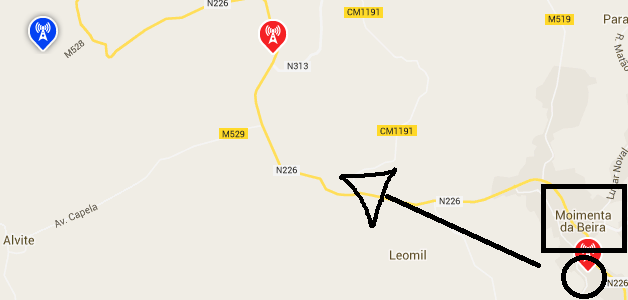 N226
CM1191
M519
Para
M528
N313
R. Matão
M529
CM1191
Lugar Noval
N226
N226
Moimenta
da Beira
Av. Capela
Alvite
Leomil
N226